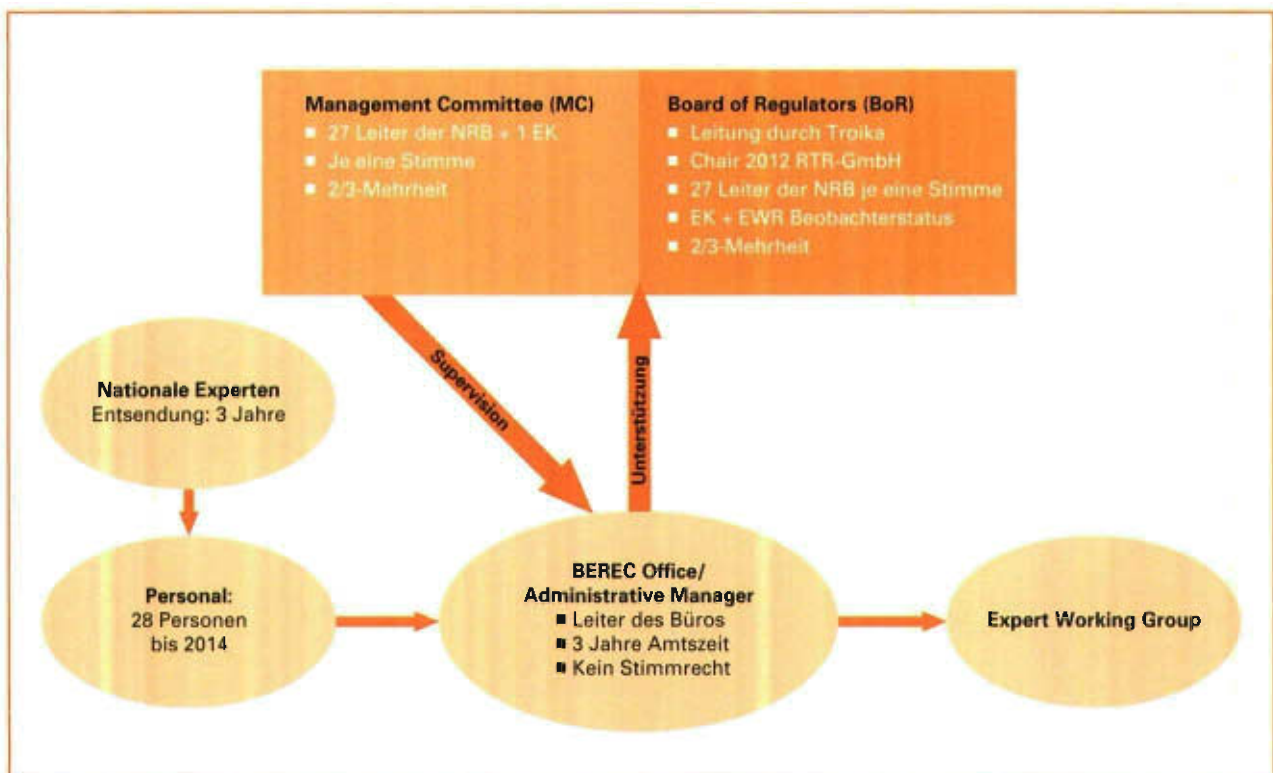 Management Committee (MC)
■ 27 Leiter der NRB + 1 EK
■ Je eine Stimme
■ 2/3-Mehrheit
Board of Regulators (BoR)
■ Leitung durch Troika
■ Chair 2012 RTR-GmbH
■ 27 Leiter der NRB je eine Stimme
■ EK + EWR Beobachterstatus
■ 2/3-Mehrheit
Supervision
Unterstützung
Nationale Experten
Entsendung: 3 Jahre
Personal:
28 Personen
bis 2014
BEREC Office/
Administrative Manager
■ Leiter des Büros
■ 3 Jahre Amtszeit
■ Kein Stimmrecht
Expert Working Group